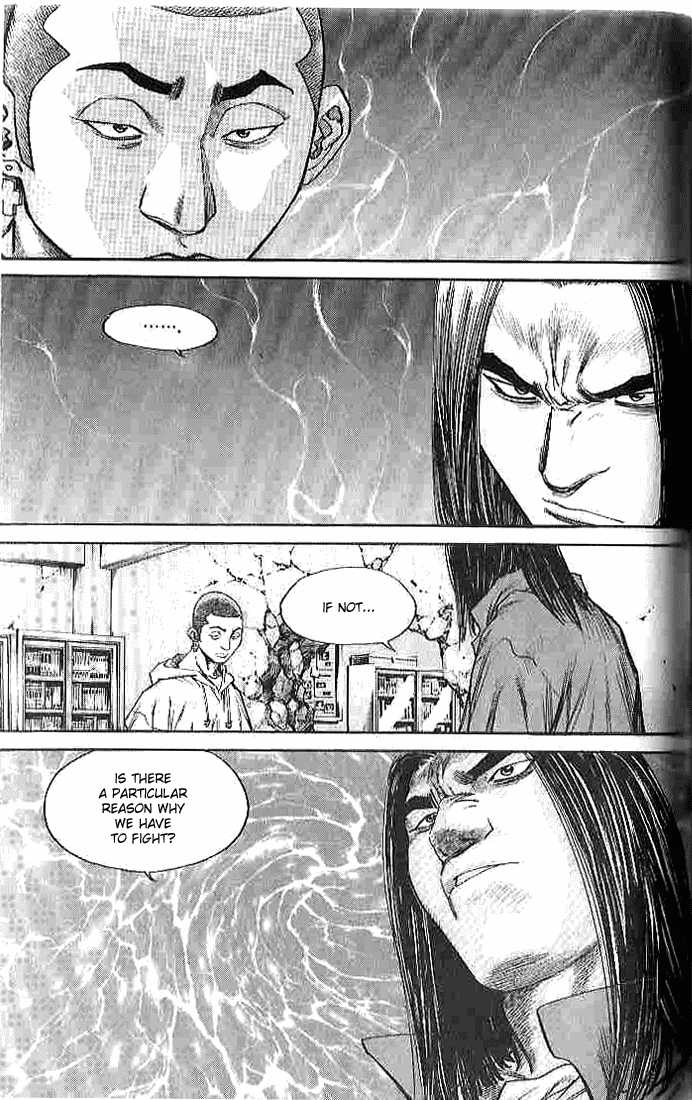 ......,
IF NOT...
IS THERE
A PARTICULAR
REASON WHY
WE HAVE
TO FIGHT?